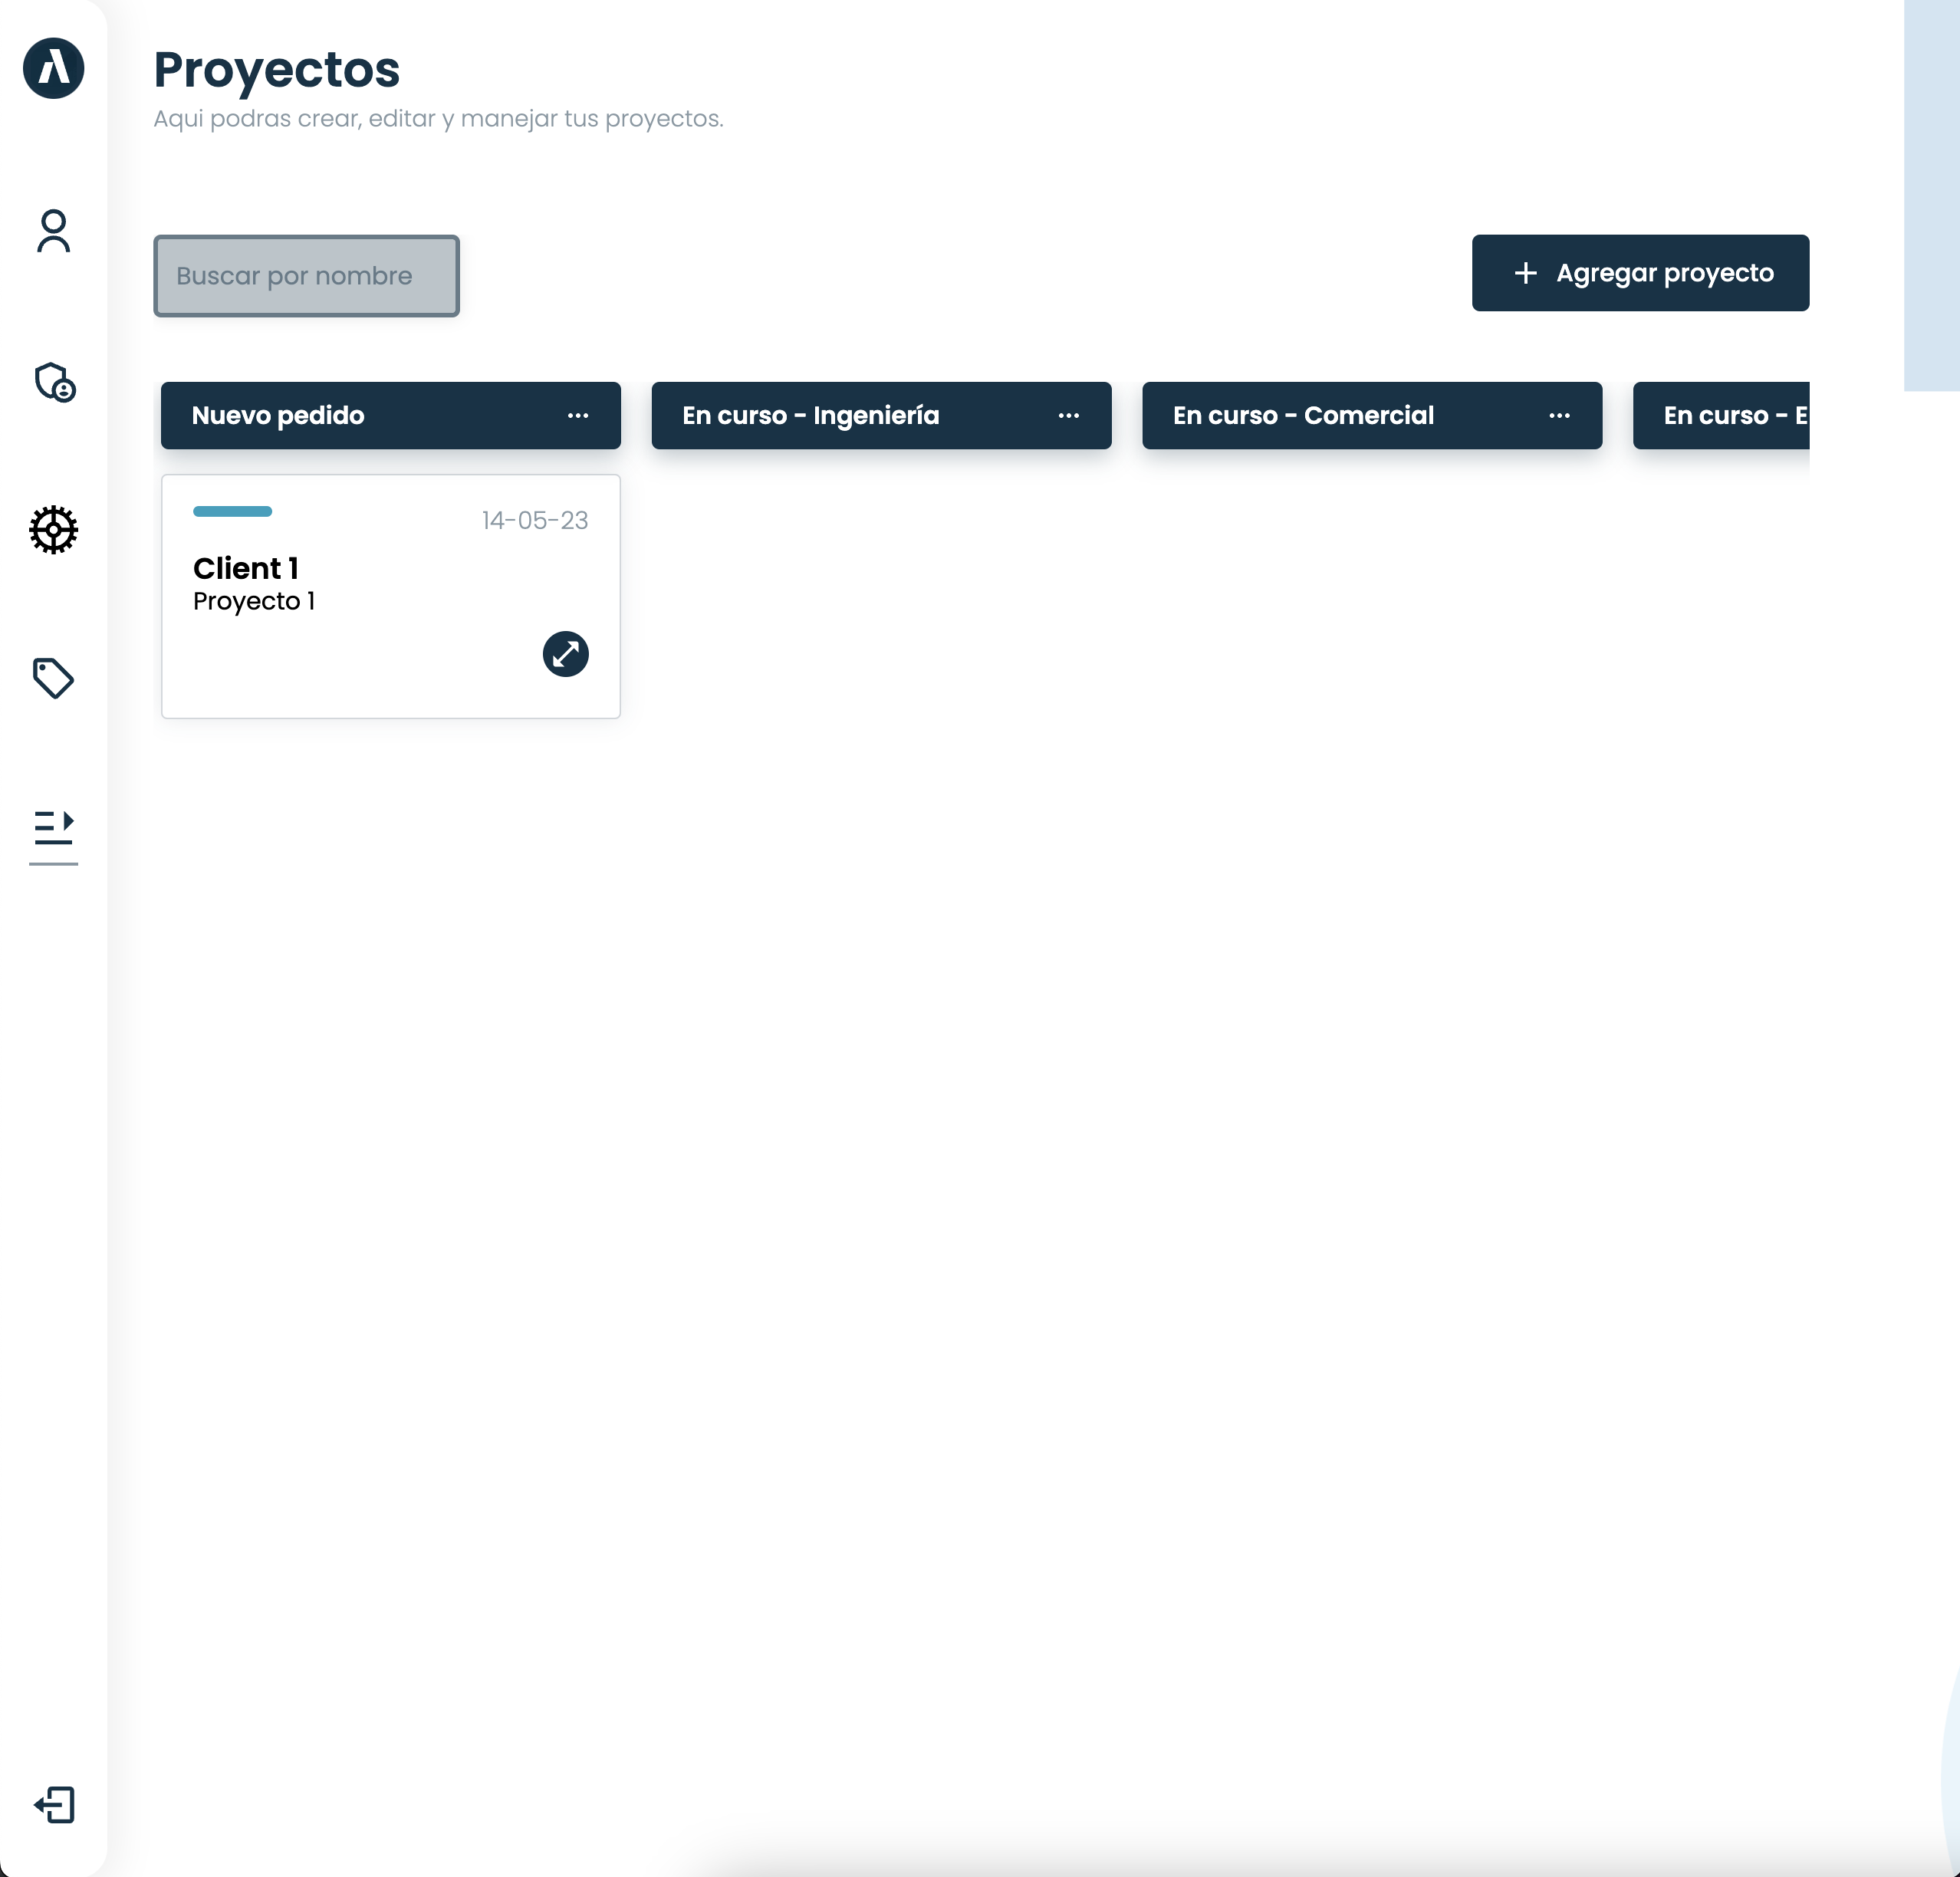 Proyectos
Aqui podras crear, editar y manejar tus proyectos.
Buscar por nombre
Agregar proyecto
Nuevo pedido
En curso - Ingeniería
En curso - Comercial
En curso - E
14-05-23
Client 1
Proyecto 1